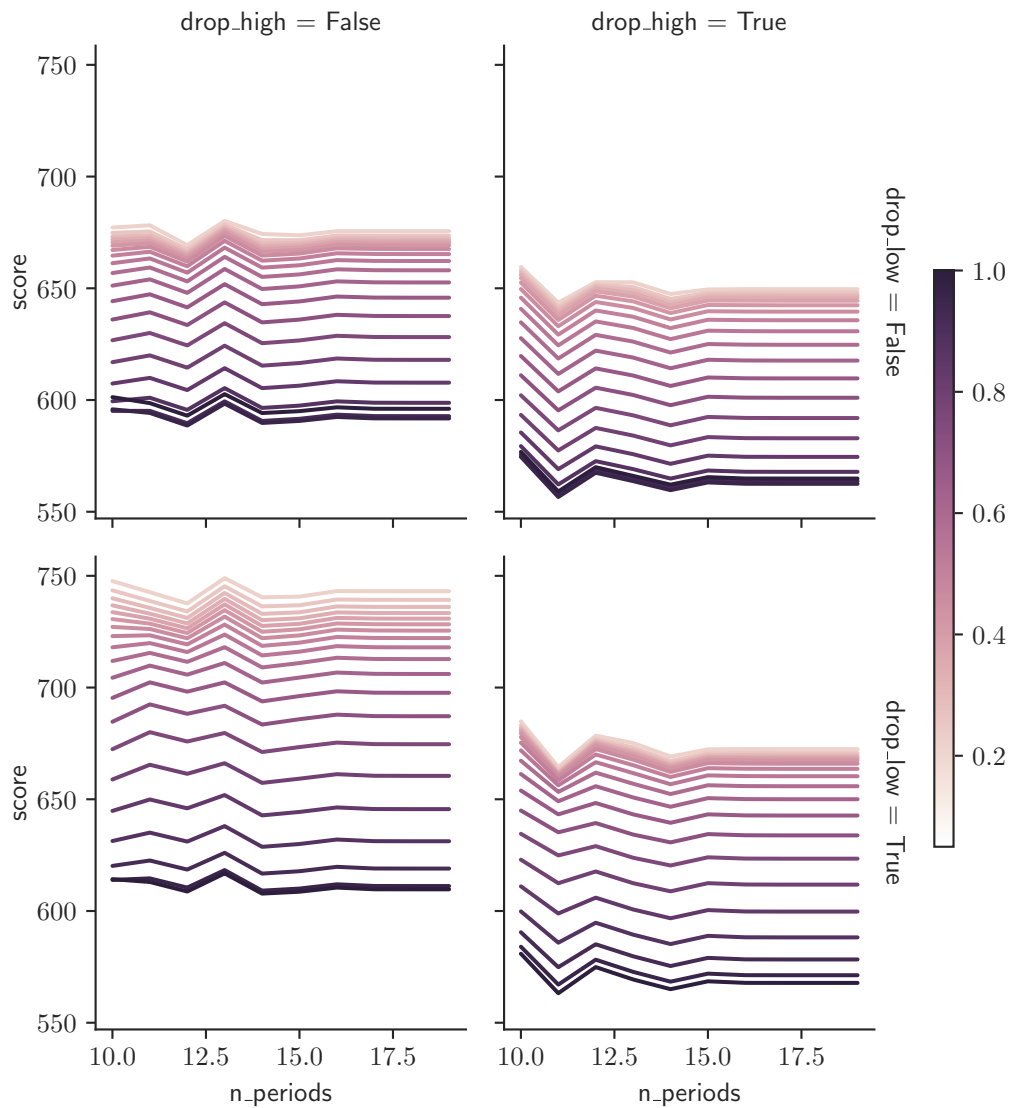 drop_high = False
drop_high = True
750
700
650
600
550
score
drop_low = False
750
700
650
600
550
score
drop_low = True
10.0 12.5 15.0 17.5
n_periods
10.0 12.5 15.0 17.5
n_periods
1.0
0.8
0.6
0.4
0.2